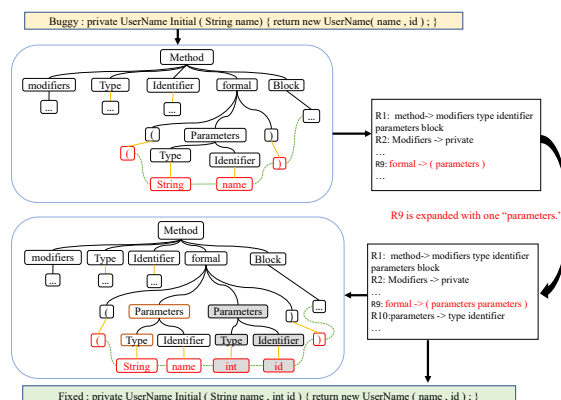 Buggy : private UserName Initial ( String name) { return new UserName( name , id ) ; }
Method
modifiers Type Identifier formal Block
... ... ... ...
( Parameters )
( Type Identifier )
String name
R1: method-> modifiers type identifier
parameters block
R2: Modifiers -> private
...
R9: formal -> ( parameters )
...
R9 is expanded with one “parameters.”
Method
modifiers Type Identifier formal Block
... ... ... ...
( Parameters Parameters )
( Type Identifier Type Identifier )
String name int id
R1: method-> modifiers type identifier
parameters block
R2: Modifiers -> private
...
R9: formal -> ( parameters parameters )
R10:parameters -> type identifier
...
Fixed : private UserName Initial ( String name , int id ) { return new UserName ( name , id ) ; }